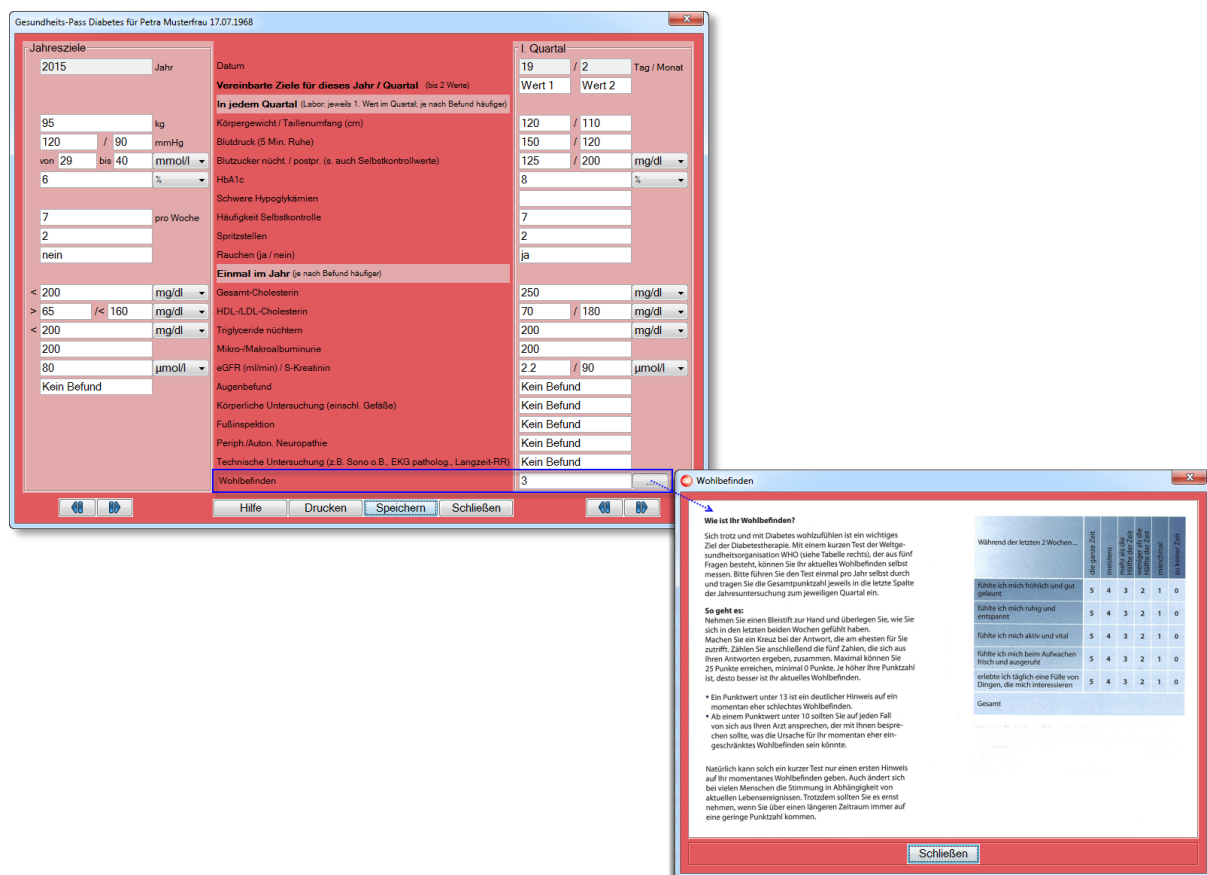 Gesundheits-Pass Diabetes für Petra Musterfrau 17.07.1968
Jahresziele
I. Quartal
2015 Jahr Datum 19 / 2 Tag / Monat
Vereinbarte Ziele für dieses Jahr / Quartal (bis 2 Werte) Wert 1 Wert 2
In jedem Quartal (Labor: jeweils 1. Wert im Quartal; je nach Befund häufiger)
95 kg Körpergewicht / Taillenumfang (cm) 120 / 110
120 / 90 mmHg Blutdruck (5 Min. Ruhe) 150 / 120
von 29 bis 40 mmol/l Blutzucker nücht. / postpr. (s. auch Selbstkontrollwerte) 125 / 200 mg/dl
6 % HbA1c 8 %
Schwere Hypoglykämien
7 pro Woche Häufigkeit Selbstkontrolle 7
2 Spritzstellen 2
nein Rauchen (ja / nein) ja
Einmal im Jahr (je nach Befund häufiger)
< 200 mg/dl Gesamt-Cholesterin 250 mg/dl
> 65 /< 160 mg/dl HDL-/LDL-Cholesterin 70 / 180 mg/dl
< 200 mg/dl Triglyceride nüchtern 200 mg/dl
200 Mikro-/Makroalbuminurie 200
80 µmol/l eGFR (ml/min) / S-Kreatinin 2.2 / 90 µmol/l
Kein Befund Augenbefund Kein Befund
Körperliche Untersuchung (einschl. Gefäße) Kein Befund
Fußinspektion Kein Befund
Periph./Auton. Neuropathie Kein Befund
Technische Untersuchung (z.B. Sono o.B., EKG patholog., Langzeit-RR) Kein Befund
Wohlbefinden 3 ...
Hilfe Drucken Speichern Schließen
Wohlbefinden
Wie ist Ihr Wohlbefinden?
Sich trotz und mit Diabetes wohlzufühlen ist ein wichtiges
Ziel der Diabetestherapie. Mit einem kurzen Test der Weltge-
sundheitsorganisation WHO (siehe Tabelle rechts), der aus fünf
Fragen besteht, können Sie Ihr aktuelles Wohlbefinden selbst
messen. Bitte führen Sie den Test einmal pro Jahr selbst durch
und tragen Sie die Gesamtpunktzahl jeweils in die letzte Spalte
der Jahresuntersuchung zum jeweiligen Quartal ein.
So geht es:
Nehmen Sie einen Bleistift zur Hand und überlegen Sie, wie Sie
sich in den letzten beiden Wochen gefühlt haben.
Machen Sie ein Kreuz bei der Antwort, die am ehesten für Sie
zutrifft. Zählen Sie anschließend die fünf Zahlen, die sich aus
Ihren Antworten ergeben, zusammen. Maximal können Sie
25 Punkte erreichen, minimal 0 Punkte. Je höher Ihre Punktzahl
ist, desto besser ist Ihr aktuelles Wohlbefinden.
* Ein Punktwert unter 13 ist ein deutlicher Hinweis auf ein
momentan eher schlechtes Wohlbefinden.
* Ab einem Punktwert unter 10 sollten Sie auf jeden Fall
von sich aus Ihren Arzt ansprechen, der mit Ihnen bespre-
chen sollte, was die Ursache für Ihr momentan eher ein-
geschränktes Wohlbefinden sein könnte.
Natürlich kann solch ein kurzer Test nur einen ersten Hinweis
auf Ihr momentanes Wohlbefinden geben. Auch ändert sich
bei vielen Menschen die Stimmung in Abhängigkeit von
aktuellen Lebensereignissen. Trotzdem sollten Sie es ernst
nehmen, wenn Sie über einen längeren Zeitraum immer auf
eine geringe Punktzahl kommen.
Während der letzten 2 Wochen ...
die ganze Zeit
meistens
mehr als die
Hälfte der Zeit
weniger als die
Hälfte der Zeit
manchmal
zu keiner Zeit
fühlte ich mich fröhlich und gut
gelaunt 5 4 3 2 1 0
fühlte ich mich ruhig und
entspannt 5 4 3 2 1 0
fühlte ich mich aktiv und vital 5 4 3 2 1 0
fühlte ich mich beim Aufwachen
frisch und ausgeruht 5 4 3 2 1 0
erlebte ich täglich eine Fülle von
Dingen, die mich interessieren 5 4 3 2 1 0
Gesamt
Schließen